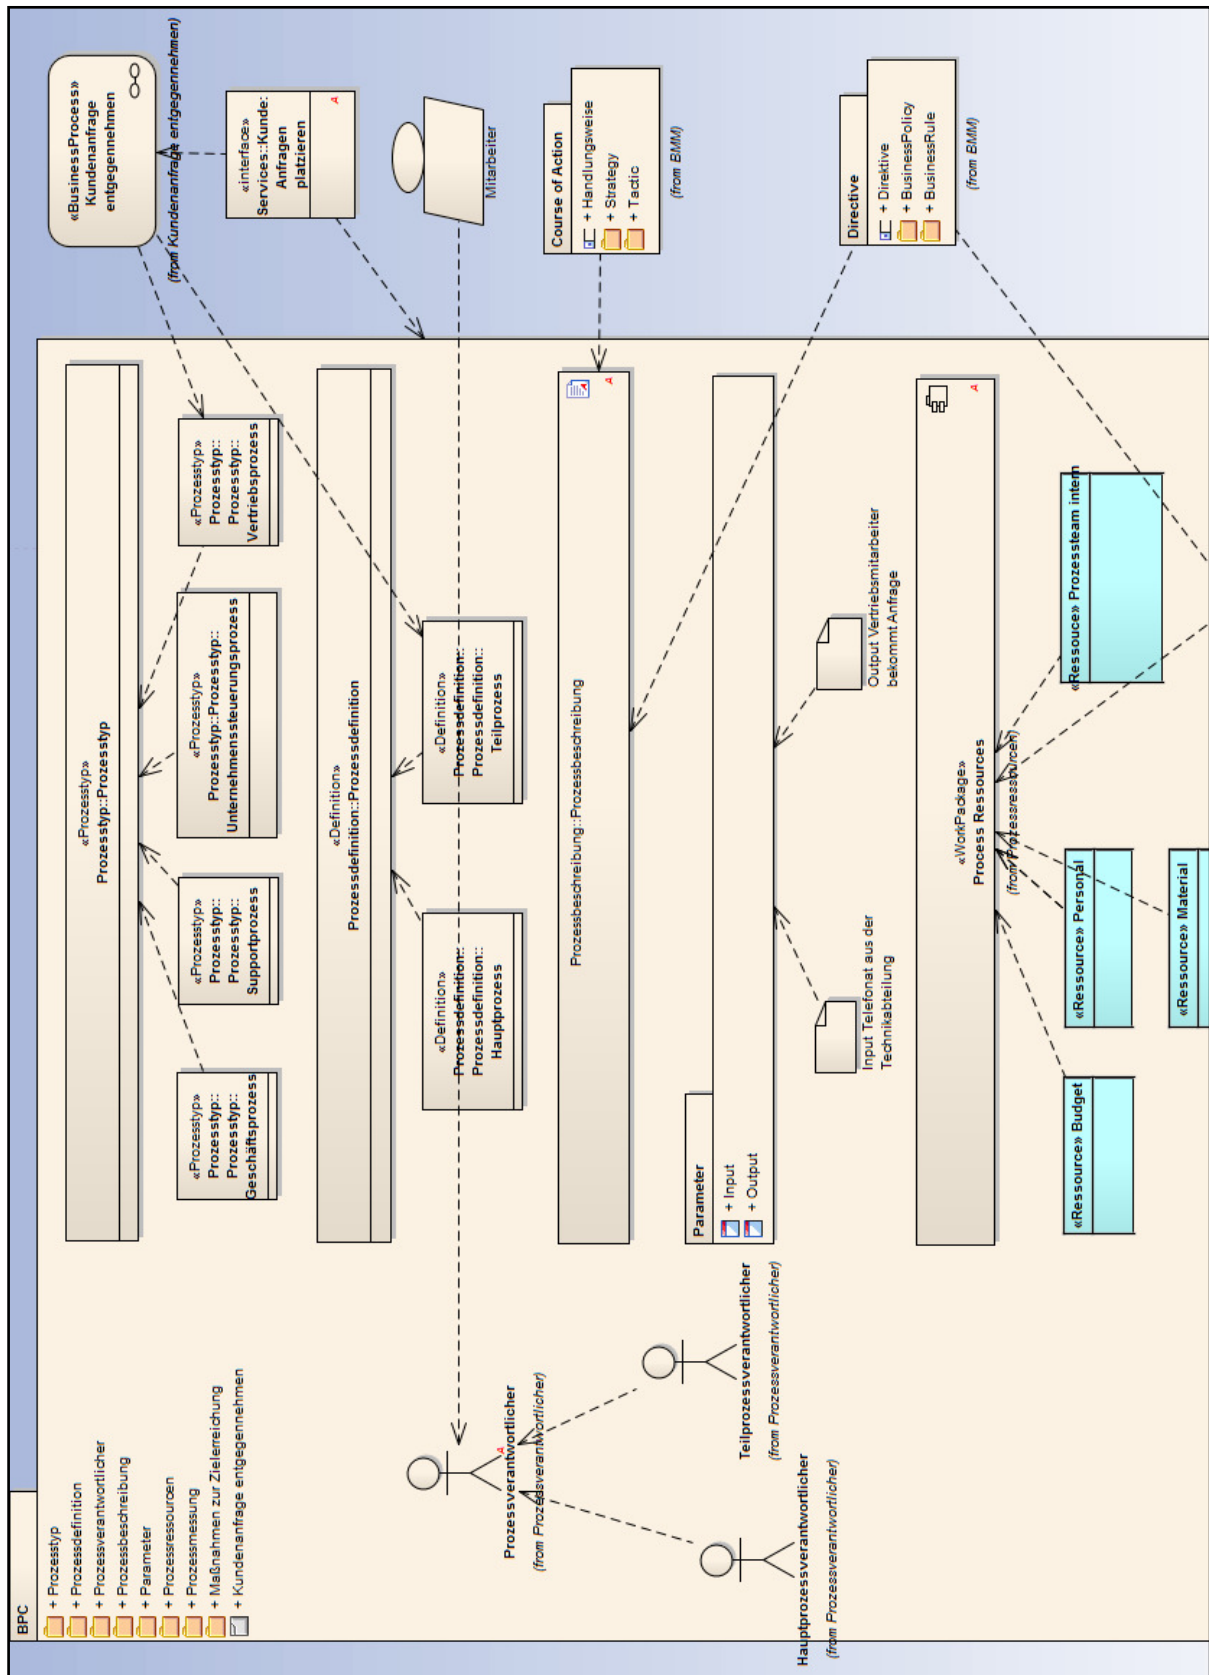 BPC
+ Prozesstyp
+ Prozessdefinition
+ Prozessverantwortlicher
+ Prozessbeschreibung
+ Parameter
+ Prozessressourcen
+ Prozessmessung
+ Maßnahmen zur Zielerreichung
+ Kundenanfrage entgegennehmen
«Prozesstyp»
Prozesstyp::Prozesstyp
«Prozesstyp»
Prozesstyp::
Prozesstyp::
Geschäftsprozess
«Prozesstyp»
Prozesstyp::
Prozesstyp::
Supportprozess
«Prozesstyp»
Prozesstyp::Prozesstyp::
Unternehmenssteuerungsprozess
«Prozesstyp»
Prozesstyp::
Prozesstyp::
Vertriebsprozess
«BusinessProcess»
Kundenanfrage
entgegennehmen
(from Kundenanfrage entgegennehmen)
«interface»
Services::Kunde:
Anfragen
platzieren
A
«Definition»
Prozessdefinition::Prozessdefinition
«Definition»
Prozessdefinition::
Prozessdefinition::
Hauptprozess
«Definition»
Prozessdefinition::
Prozessdefinition::
Teilprozess
Mitarbeiter
Prozessverantwortlicher
A
(from Prozessverantwortlicher)
Teilprozessverantwortlicher
(from Prozessverantwortlicher)
Hauptprozessverantwortlicher
(from Prozessverantwortlicher)
Prozessbeschreibung::Prozessbeschreibung
A
Course of Action
+ Handlungsweise
+ Strategy
+ Tactic
(from BMM)
Parameter
+ Input
+ Output
Input Telefonat aus der
Technikabteilung
Output Vertriebsmitarbeiter
bekommt Anfrage
Directive
+ Direktive
+ BusinessPolicy
+ BusinessRule
(from BMM)
«WorkPackage»
Process Ressources
A
(from Prozessressourcen)
«Ressource» Budget
«Ressource» Personal
«Ressouce» Prozessteam intern
«Ressource» Material